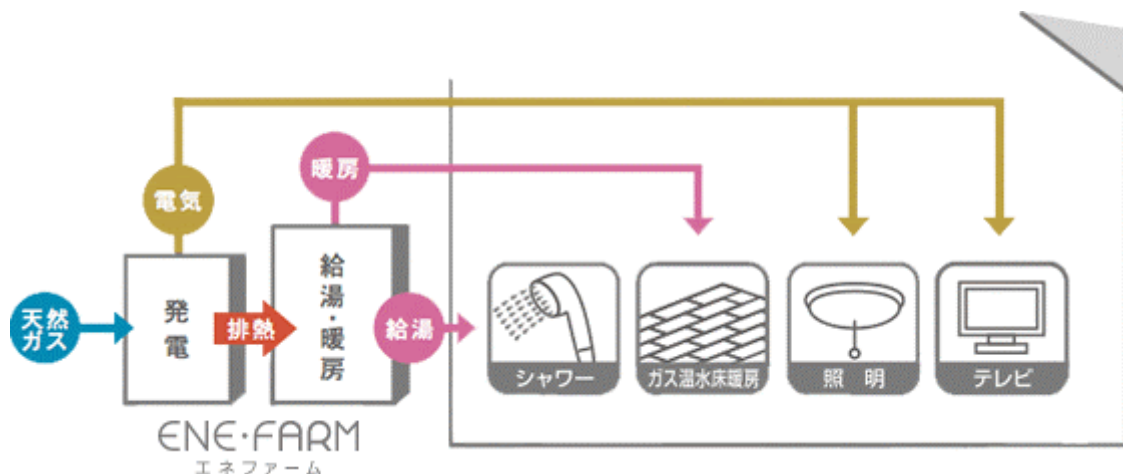 電気
暖房
天然
ガス
発電
排熱
給湯・暖房
給湯
シャワー
ガス温水床暖房
照 明
テレビ
ENE·FARM
エネファーム